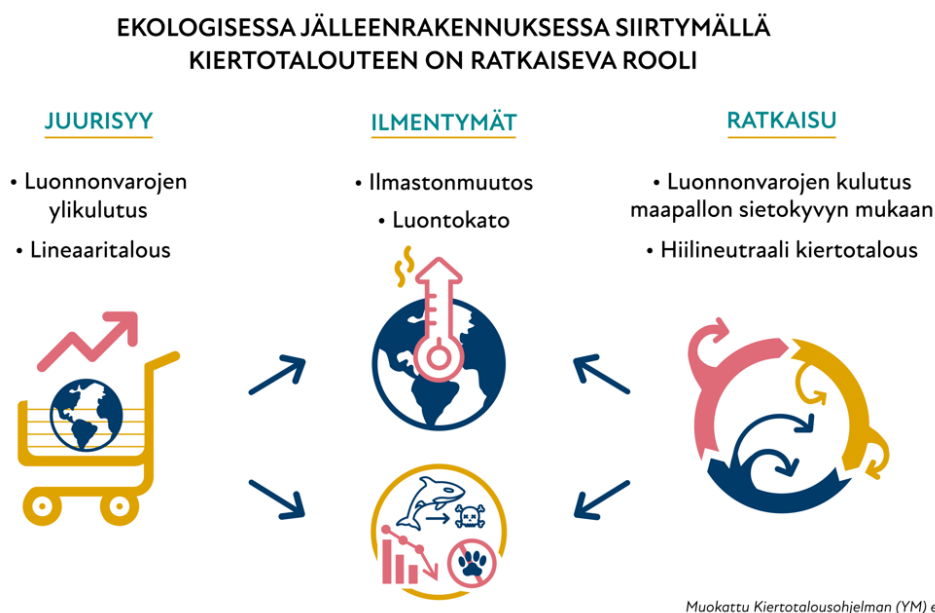 EKOLOGISESSA JÄLLEENRAKENNUKSESSA SIIRTYMÄLLÄ
KIERTOTALOUTEEN ON RATKAISEVA ROOLI
JUURISYY
• Luonnonvarojen
ylikulutus
• Lineaaritalous
ILMENTYMÄT
• Ilmastonmuutos
• Luontokato
RATKAISU
• Luonnonvarojen kulutus
maapallon sietokyvyn mukaan
• Hiilineutraali kiertotalous
Muokattu Kiertotalousohjelman (YM)